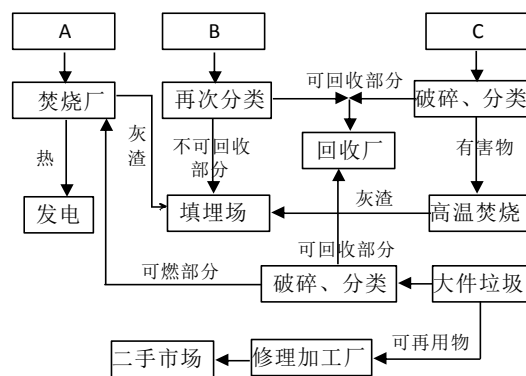 A
B
C
可回收部分
焚烧厂
再次分类
破碎、分类
热
灰渣
不可回收
部分
回收厂
有害物
发电
填埋场
灰渣
高温焚烧
可回收部分
可燃部分
破碎、分类
大件垃圾
可再用物
二手市场
修理加工厂